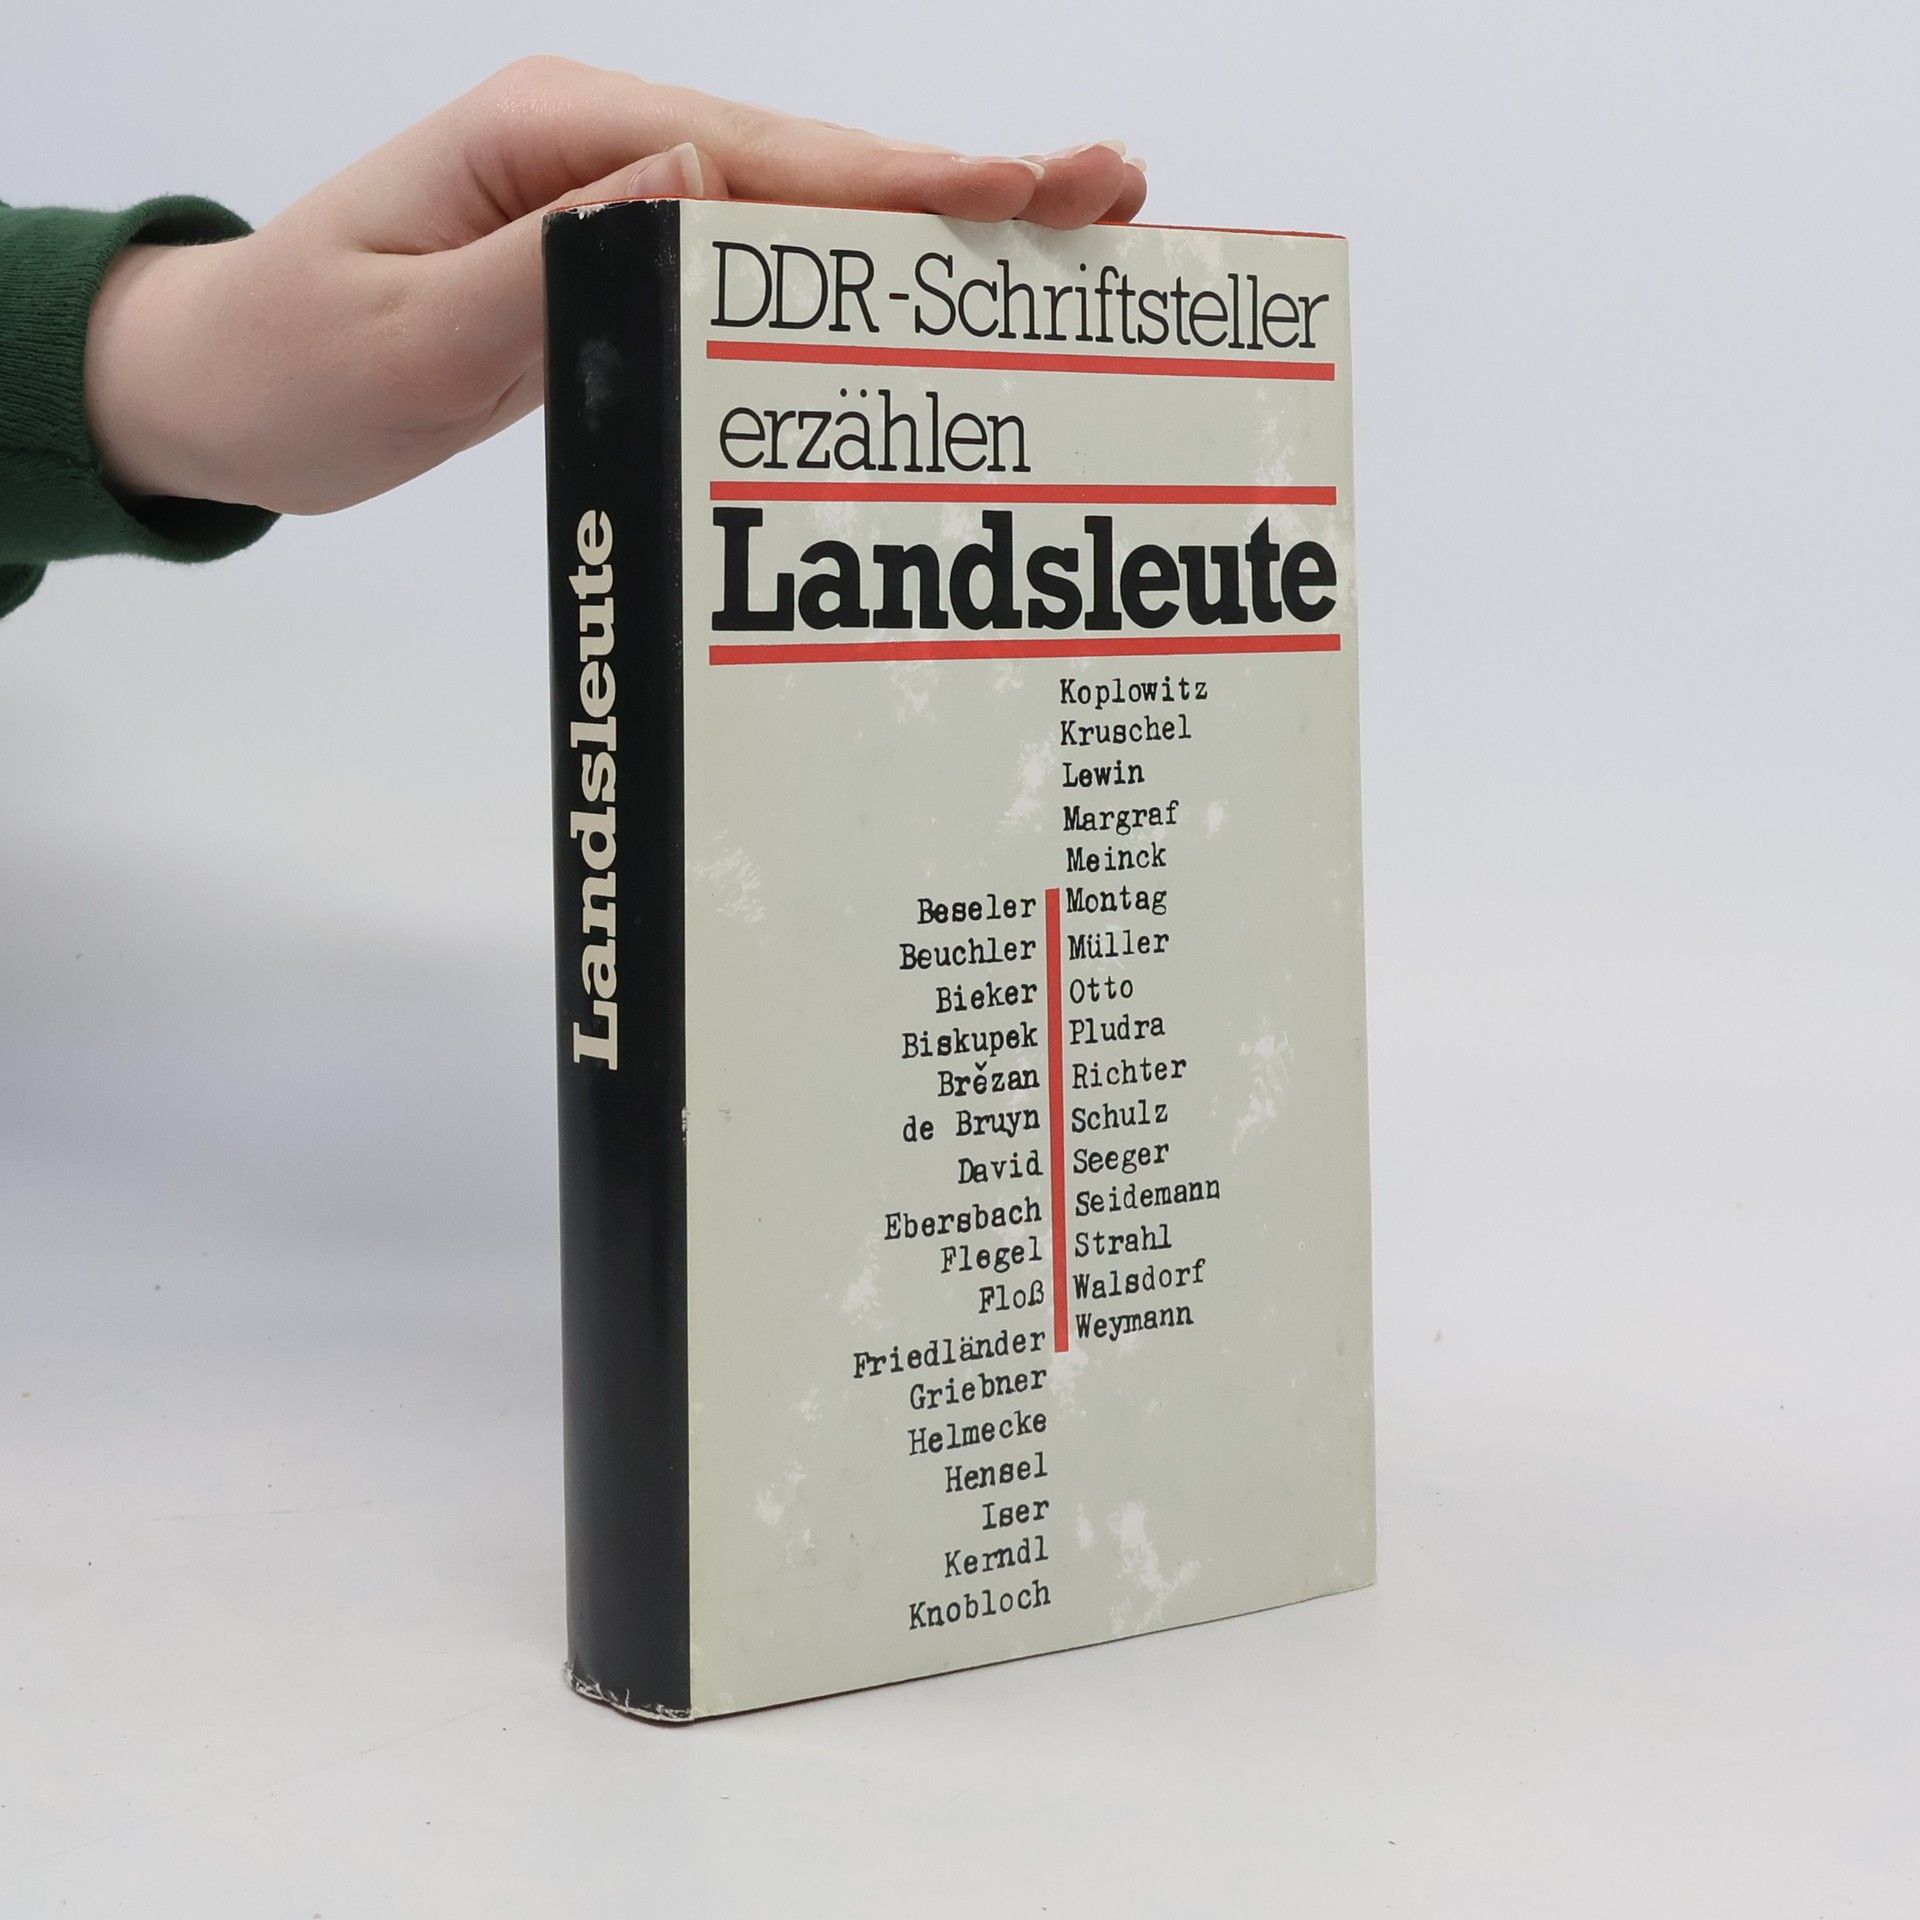 Landsleute
DDR-Schriftsteller
erzählen
Landsleute
Beseler
Beuchler
Bieker
Biskupek
Brězan
de Bruyn
David
Ebersbach
Flegel
Floß
Friedländer
Griebner
Helmecke
Hensel
Iser
Kerndl
Knobloch
Koplowitz
Kruschel
Lewin
Margraf
Meinck
Montag
Müller
Otto
Pludra
Richter
Schulz
Seeger
Seidemann
Strahl
Walsdorf
Weymann